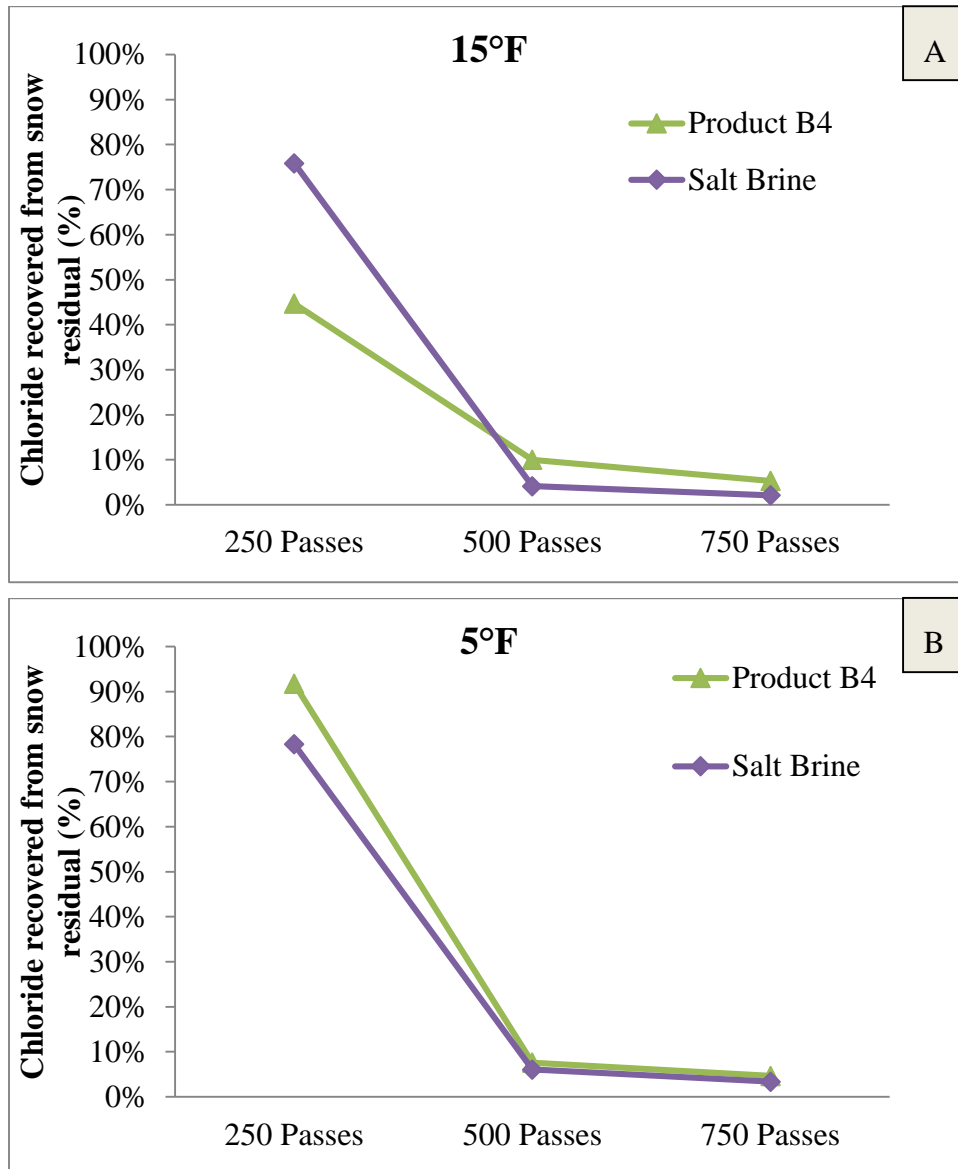 15°F
A
Chloride recovered from snow
residual (%)
100%
90%
80%
70%
60%
50%
40%
30%
20%
10%
0%
Product B4
Salt Brine
250 Passes
500 Passes
750 Passes
5°F
B
Chloride recovered from snow
residual (%)
100%
90%
80%
70%
60%
50%
40%
30%
20%
10%
0%
Product B4
Salt Brine
250 Passes
500 Passes
750 Passes